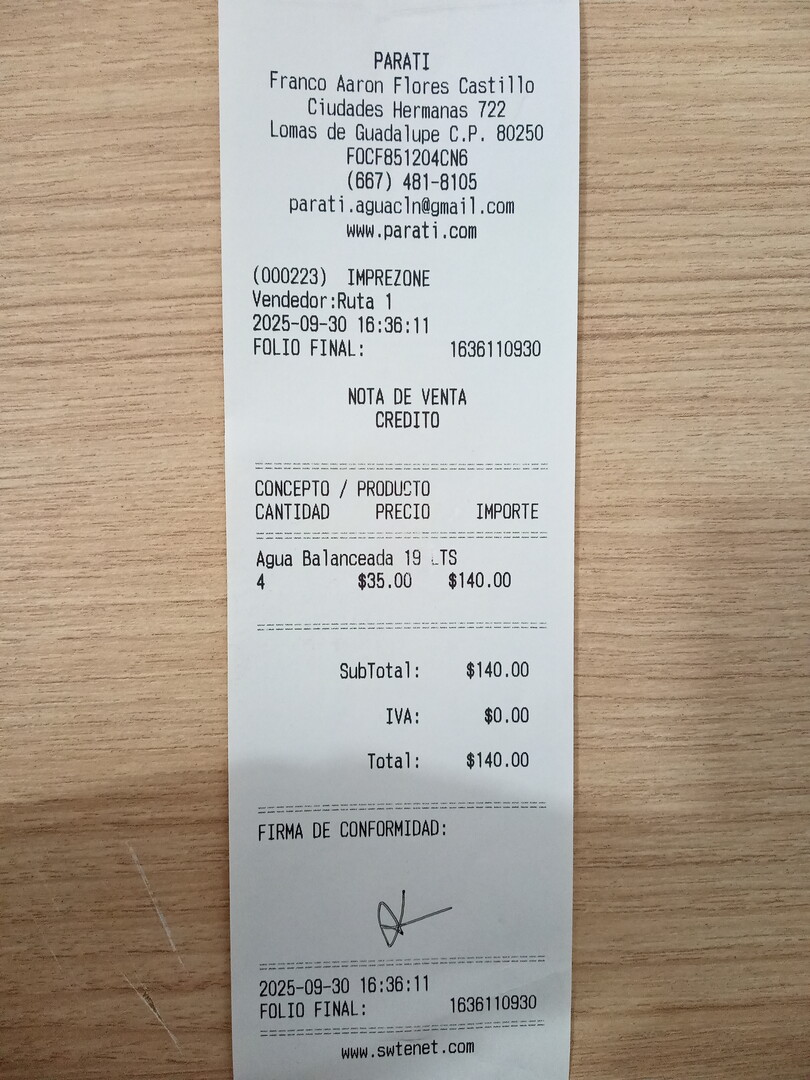 PARATI
Franco Aaron Flores Castillo
Ciudades Hermanas 722
Lomas de Guadalupe C.P. 80250
FOCF851204CN6
(667) 481-8105
parati.aguacln@gmail.com
www.parati.com
(000223) IMPREZONE
Vendedor:Ruta 1
2025-09-30 16:36:11
FOLIO FINAL: 1636110930
NOTA DE VENTA
CREDITO
CONCEPTO / PRODUCTO
CANTIDAD PRECIO IMPORTE
Agua Balanceada 19 LTS
4 $35.00 $140.00
SubTotal: $140.00
IVA: $0.00
Total: $140.00
FIRMA DE CONFORMIDAD:
2025-09-30 16:36:11
FOLIO FINAL: 1636110930
www.swtenet.com